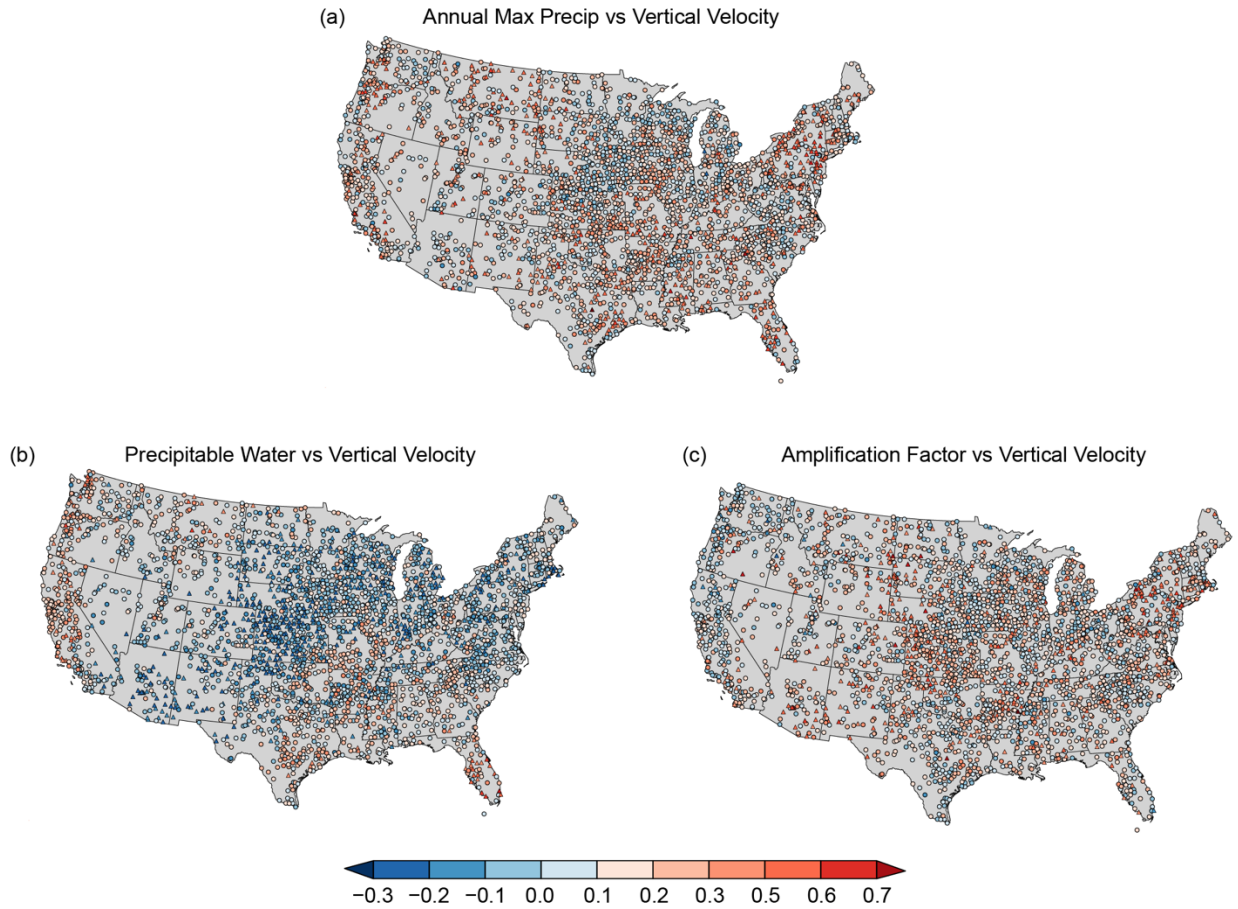 (a) Annual Max Precip vs Vertical Velocity
(b) Precipitable Water vs Vertical Velocity
(c) Amplification Factor vs Vertical Velocity
−0.3 −0.2 −0.1 0.0 0.1 0.2 0.3 0.5 0.6 0.7